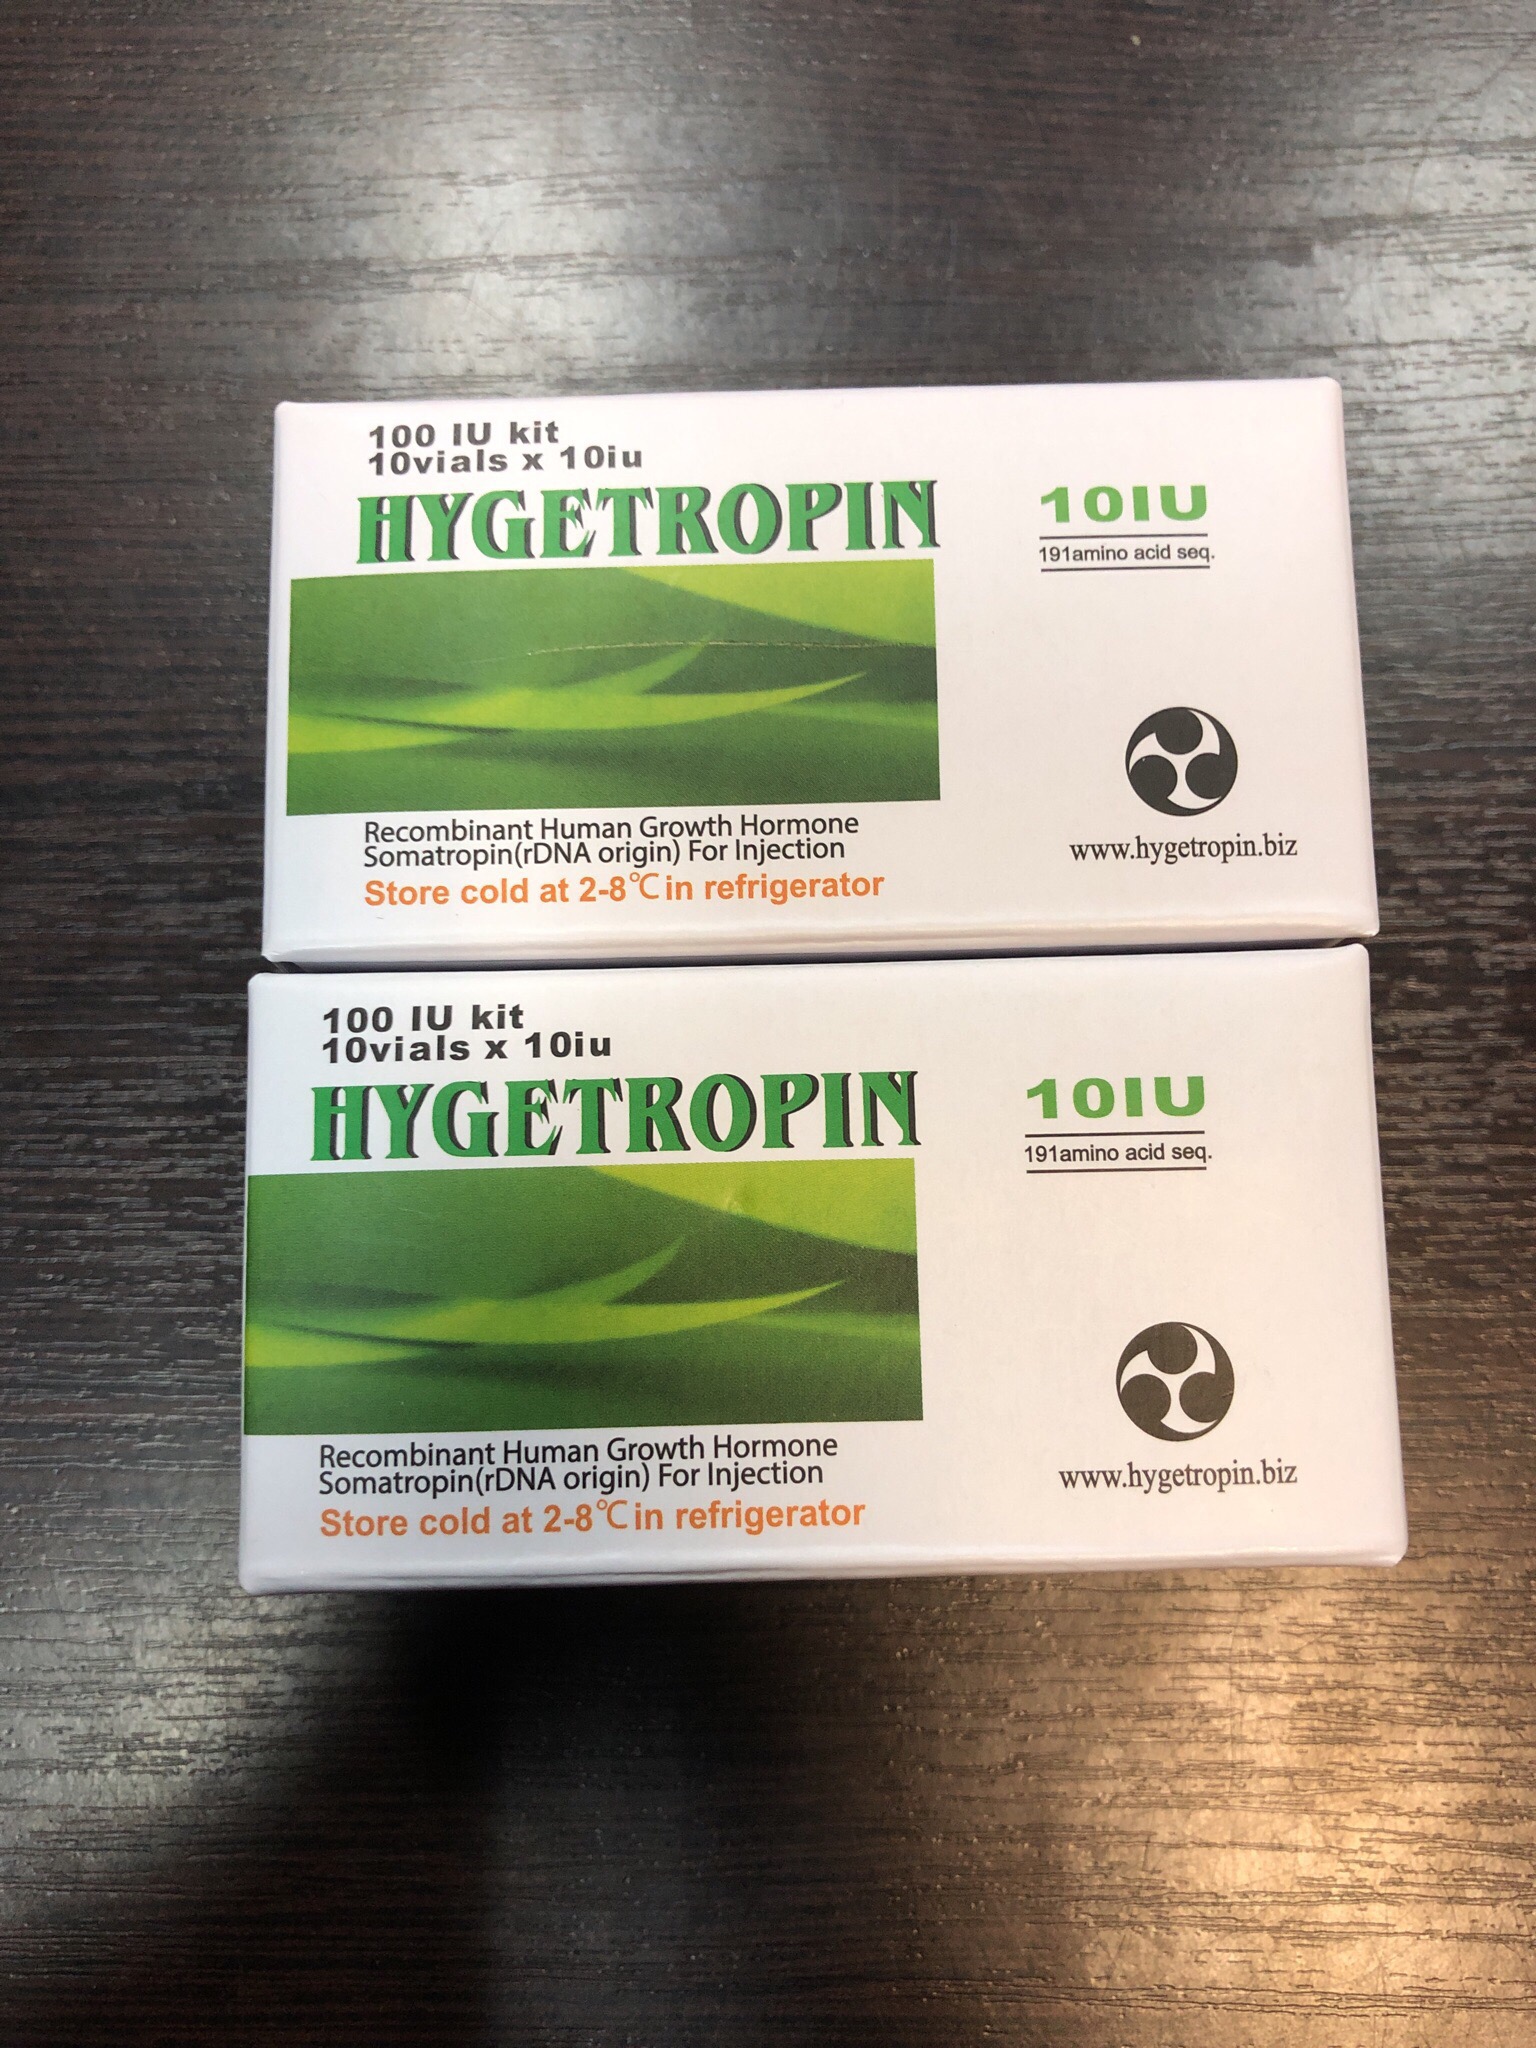 100 IU kit
10vials x 10iu
HYGETROPIN
10IU
191amino acid seq.
Recombinant Human Growth Hormone
Somatropin(rDNA origin) For Injection
Store cold at 2-8℃ in refrigerator
www.hygetropin.biz
100 IU kit
10vials x 10iu
HYGETROPIN
10IU
191amino acid seq.
Recombinant Human Growth Hormone
Somatropin(rDNA origin) For Injection
Store cold at 2-8℃ in refrigerator
www.hygetropin.biz